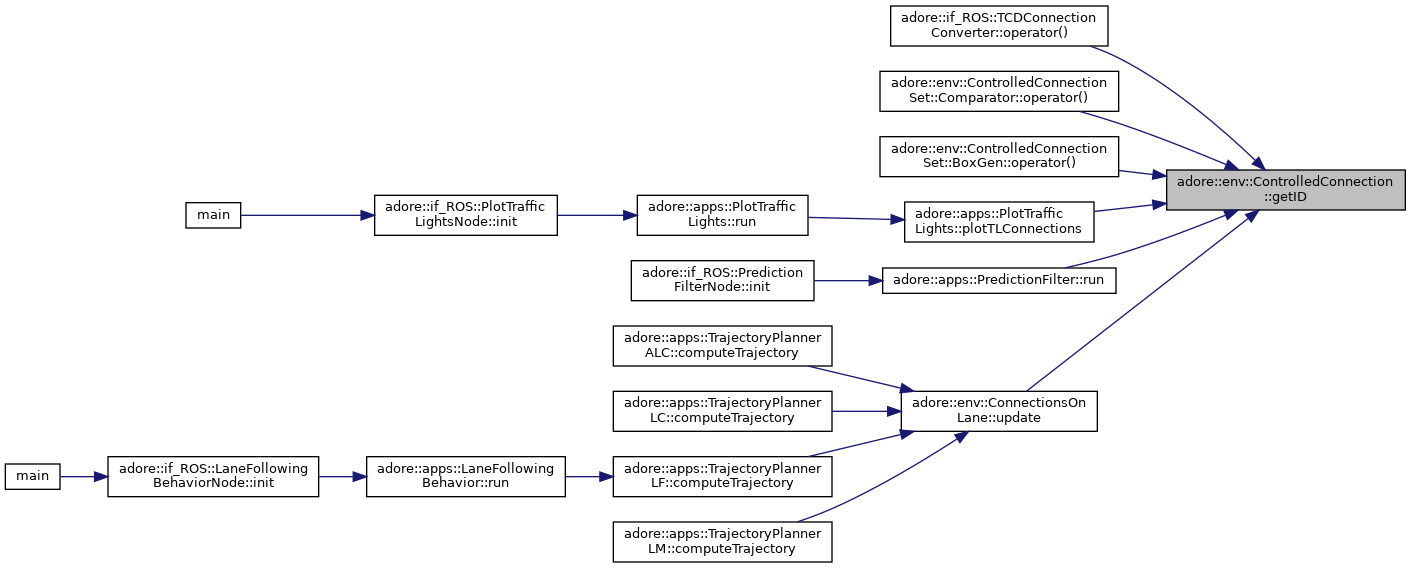 adore::if_ROS::TCDConnection
Converter::operator()
adore::env::ControlledConnection
Set::Comparator::operator()
adore::env::ControlledConnection
Set::BoxGen::operator()
adore::env::ControlledConnection
::getID
main
adore::if_ROS::PlotTraffic
LightsNode::init
adore::apps::PlotTraffic
Lights::run
adore::apps::PlotTraffic
Lights::plotTLConnections
adore::if_ROS::Prediction
FilterNode::init
adore::apps::PredictionFilter::run
adore::apps::TrajectoryPlanner
ALC::computeTrajectory
adore::apps::TrajectoryPlanner
LC::computeTrajectory
adore::env::ConnectionsOn
Lane::update
main
adore::if_ROS::LaneFollowing
BehaviorNode::init
adore::apps::LaneFollowing
Behavior::run
adore::apps::TrajectoryPlanner
LF::computeTrajectory
adore::apps::TrajectoryPlanner
LM::computeTrajectory